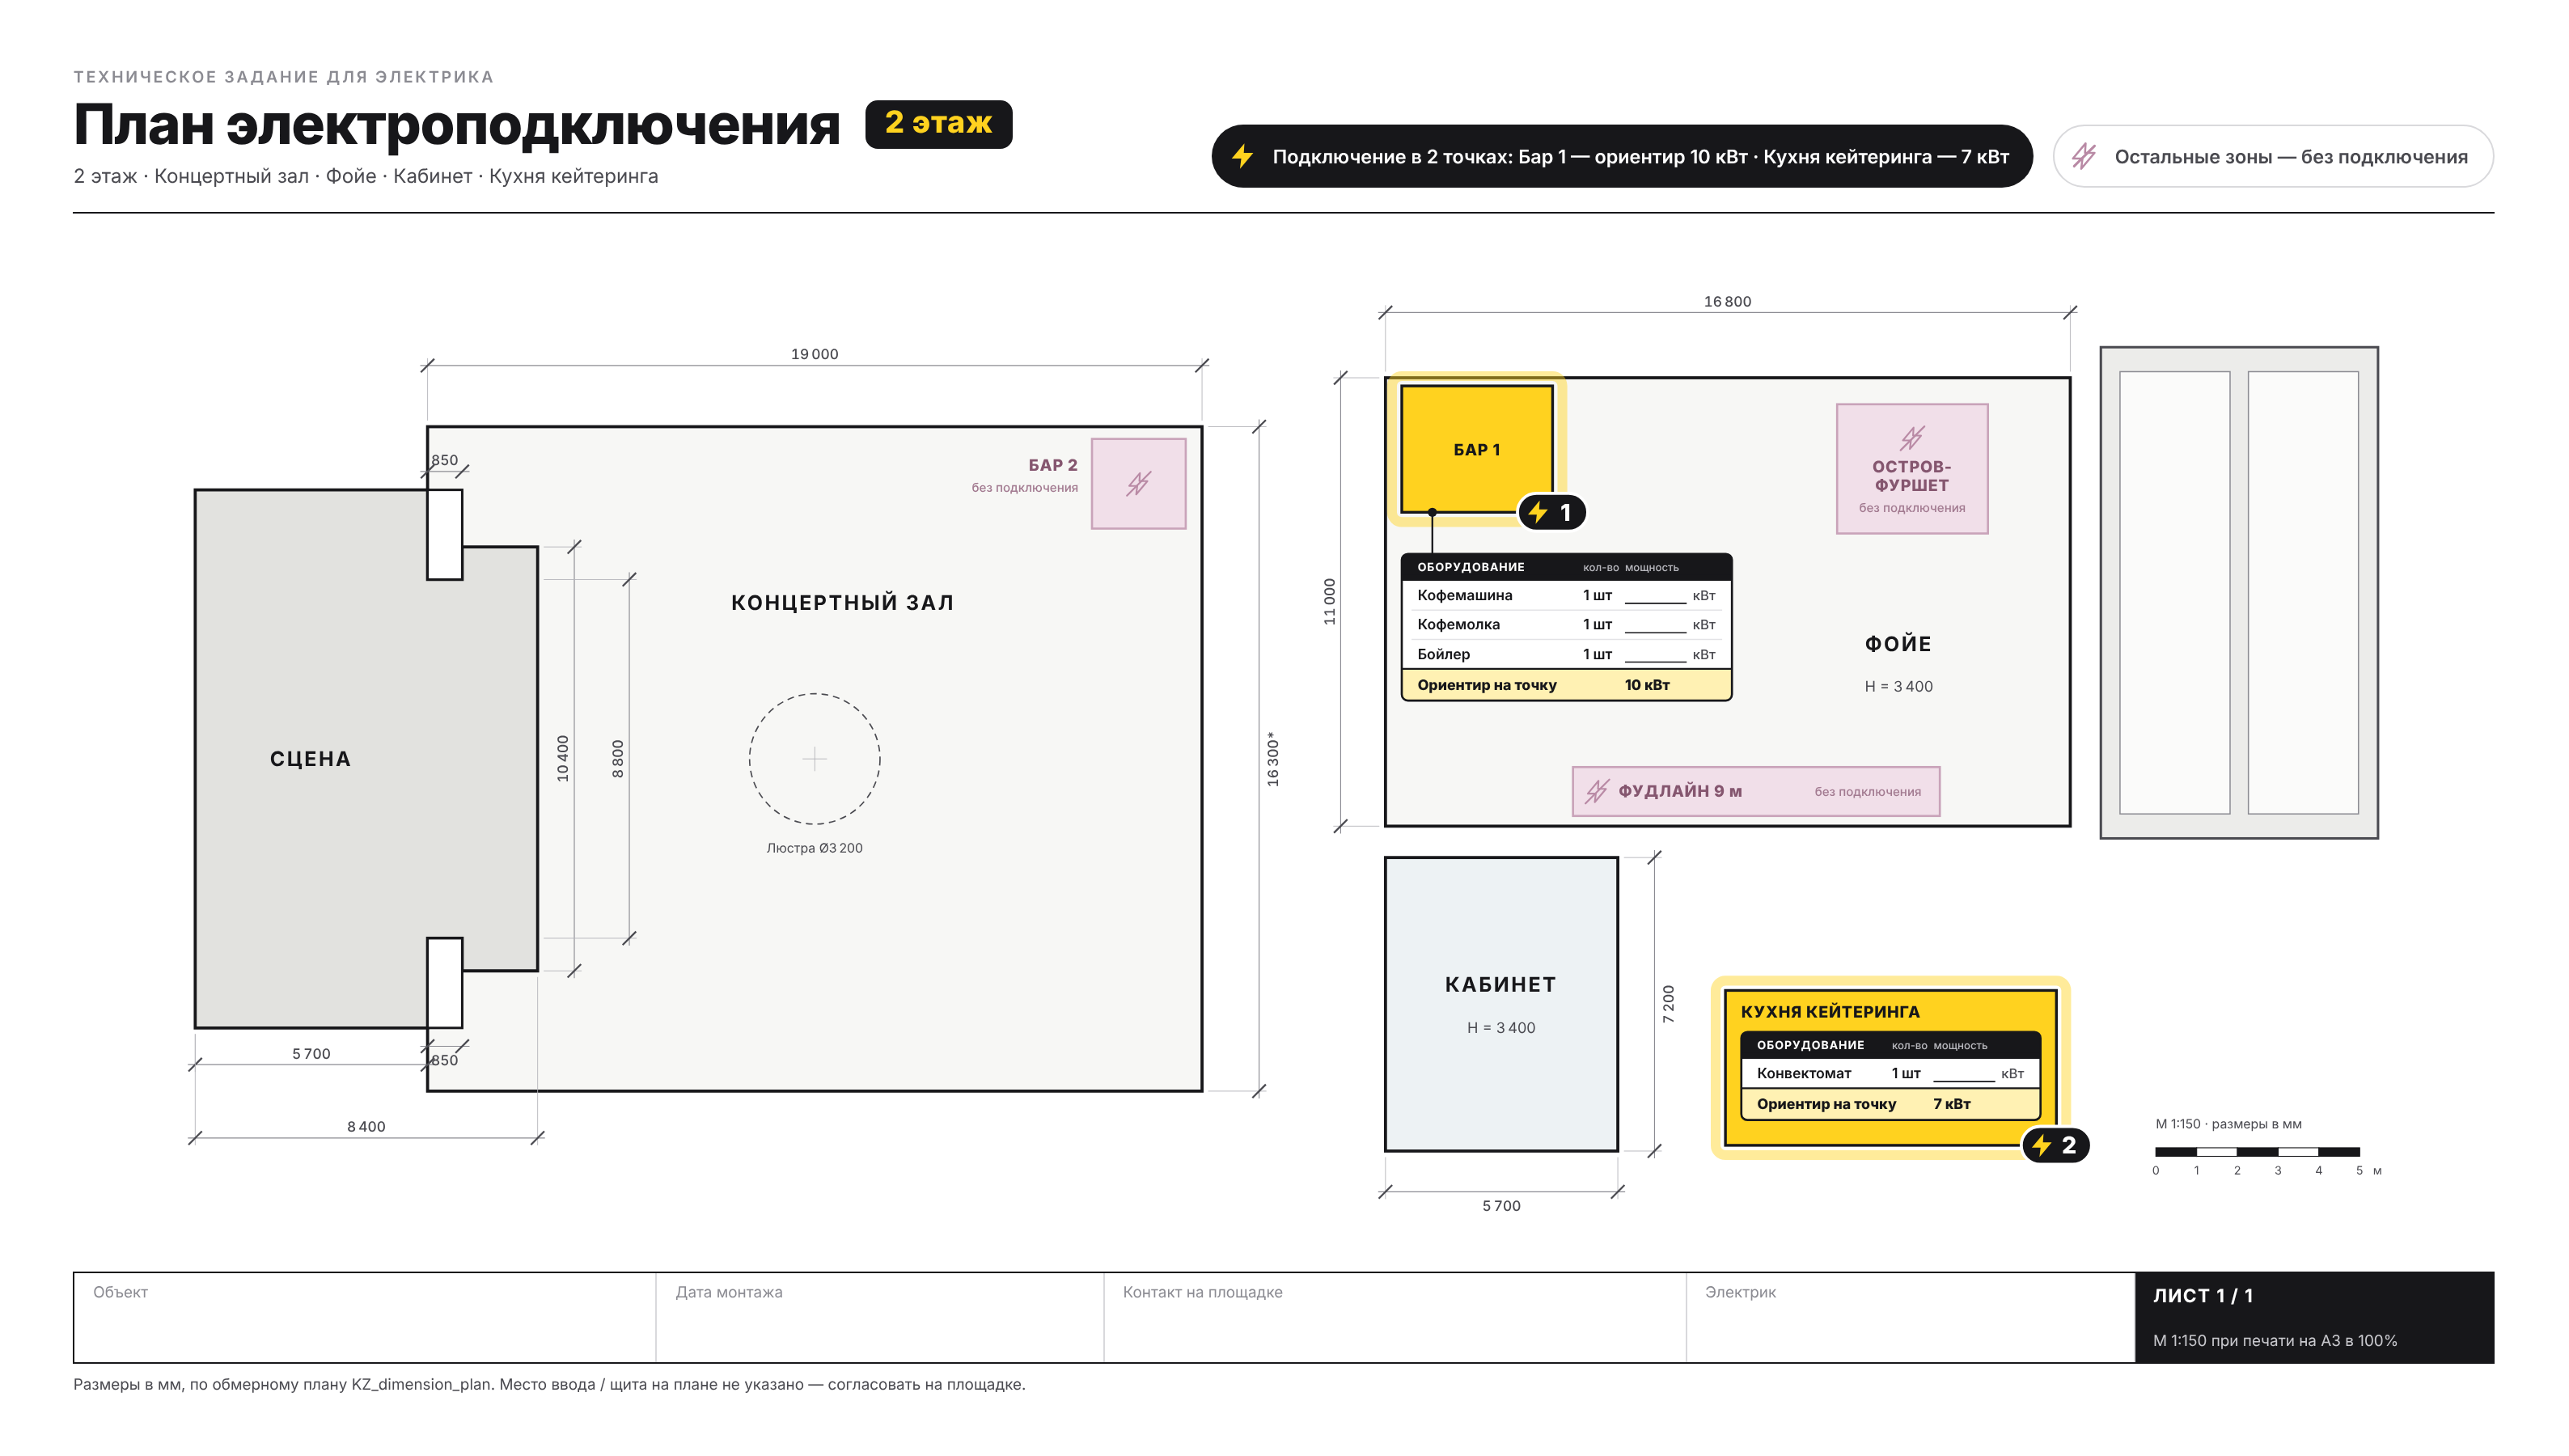 ТЕХНИЧЕСКОЕ ЗАДАНИЕ ДЛЯ ЭЛЕКТРИКА
План электроподключения
2 этаж
2 этаж · Концертный зал · Фойе · Кабинет · Кухня кейтеринга
Подключение в 2 точках: Бар 1 — ориентир 10 кВт · Кухня кейтеринга — 7 кВт
Остальные зоны — без подключения
19 000
850
БАР 2
без подключения
КОНЦЕРТНЫЙ ЗАЛ
СЦЕНА
10 400
8 800
16 300*
Люстра Ø3 200
5 700
850
8 400
16 800
11 000
БАР 1
1
ОСТРОВ-
ФУРШЕТ
без подключения
ОБОРУДОВАНИЕ кол-во мощность
Кофемашина 1 шт кВт
Кофемолка 1 шт кВт
Бойлер 1 шт кВт
Ориентир на точку 10 кВт
ФОЙЕ
H = 3 400
ФУДЛАЙН 9 м
без подключения
КАБИНЕТ
H = 3 400
7 200
5 700
КУХНЯ КЕЙТЕРИНГА
ОБОРУДОВАНИЕ кол-во мощность
Конвектомат 1 шт кВт
Ориентир на точку 7 кВт
2
М 1:150 · размеры в мм
0 1 2 3 4 5 м
Объект
Дата монтажа
Контакт на площадке
Электрик
ЛИСТ 1 / 1
М 1:150 при печати на А3 в 100%
Размеры в мм, по обмерному плану KZ_dimension_plan. Место ввода / щита на плане не указано — согласовать на площадке.